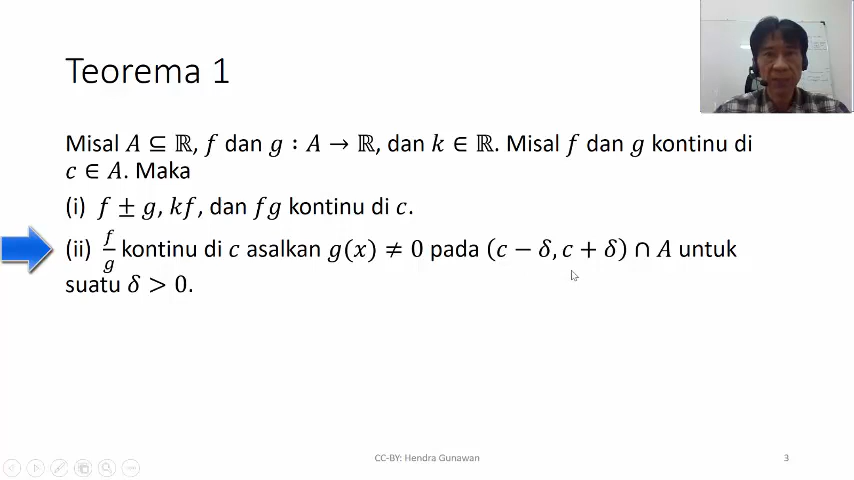 Teorema 1
Misal A ⊆ ℝ, f dan g : A → ℝ, dan k ∈ ℝ. Misal f dan g kontinu di
c ∈ A. Maka
(i) f ± g, kf, dan fg kontinu di c.
(ii) f/g kontinu di c asalkan g(x) ≠ 0 pada (c − δ, c + δ) ∩ A untuk
suatu δ > 0.
CC-BY: Hendra Gunawan
3